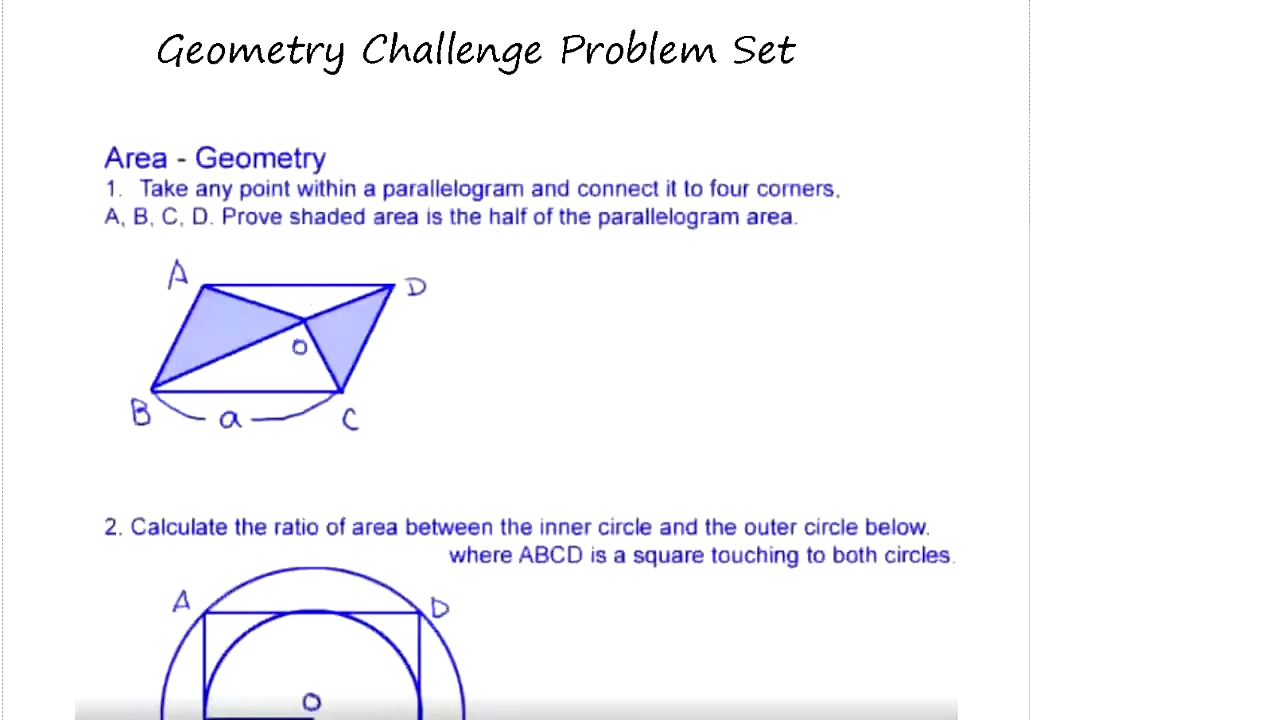 Geometry Challenge Problem Set
Area - Geometry
1. Take any point within a parallelogram and connect it to four corners,
A, B, C, D. Prove shaded area is the half of the parallelogram area.
A
D
O
B
a
C
2. Calculate the ratio of area between the inner circle and the outer circle below.
where ABCD is a square touching to both circles.
A
D
O